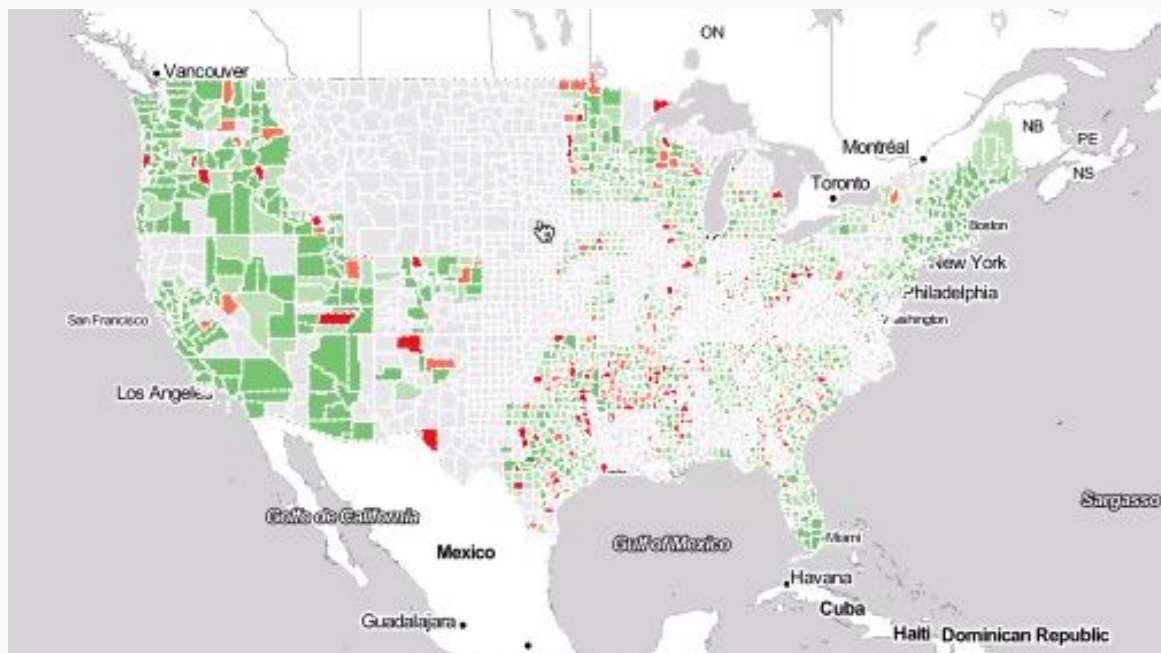 ON
Vancouver
NB
PE
Montréal
NS
Toronto
Boston
New York
Philadelphia
San Francisco
Los Angeles
Golfo de California
Sargasso
Mexico
Gulf of Mexico
Miami
Havana
Guadalajara
Cuba
Haiti
Dominican Republic